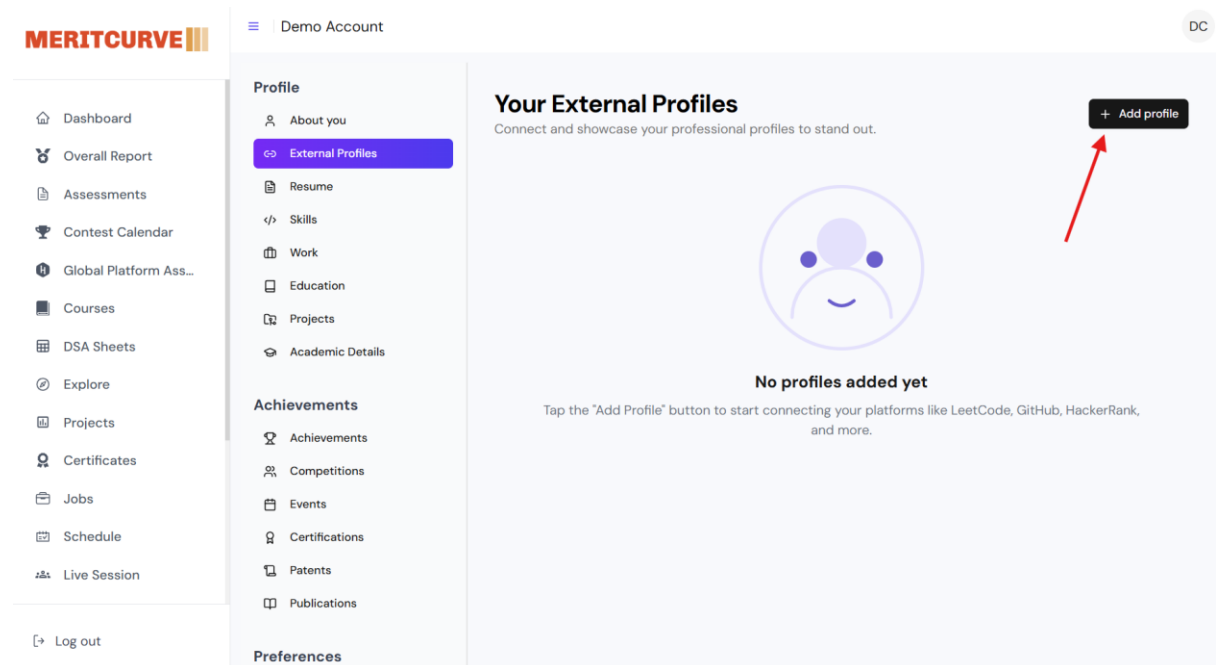 MERITCURVE
Dashboard
Overall Report
Assessments
Contest Calendar
Global Platform Ass...
Courses
DSA Sheets
Explore
Projects
Certificates
Jobs
Schedule
Live Session
Log out
Demo Account
DC
Profile
About you
External Profiles
Resume
Skills
Work
Education
Projects
Academic Details
Achievements
Achievements
Competitions
Events
Certifications
Patents
Publications
Preferences
Your External Profiles
Connect and showcase your professional profiles to stand out.
+ Add profile
No profiles added yet
Tap the "Add Profile" button to start connecting your platforms like LeetCode, GitHub, HackerRank,
and more.